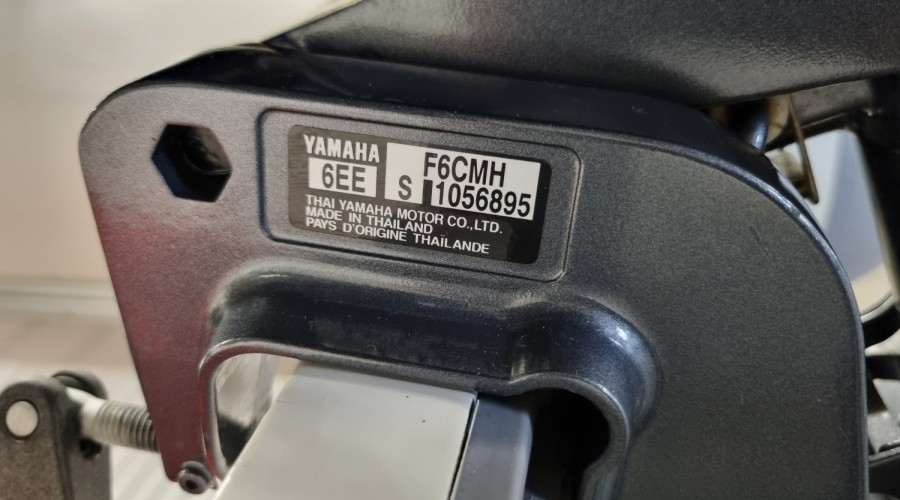 YAMAHA
F6CMH
6EE S 1056895
THAI YAMAHA MOTOR CO.,LTD.
MADE IN THAILAND
PAYS D'ORIGINE THAÏLANDE